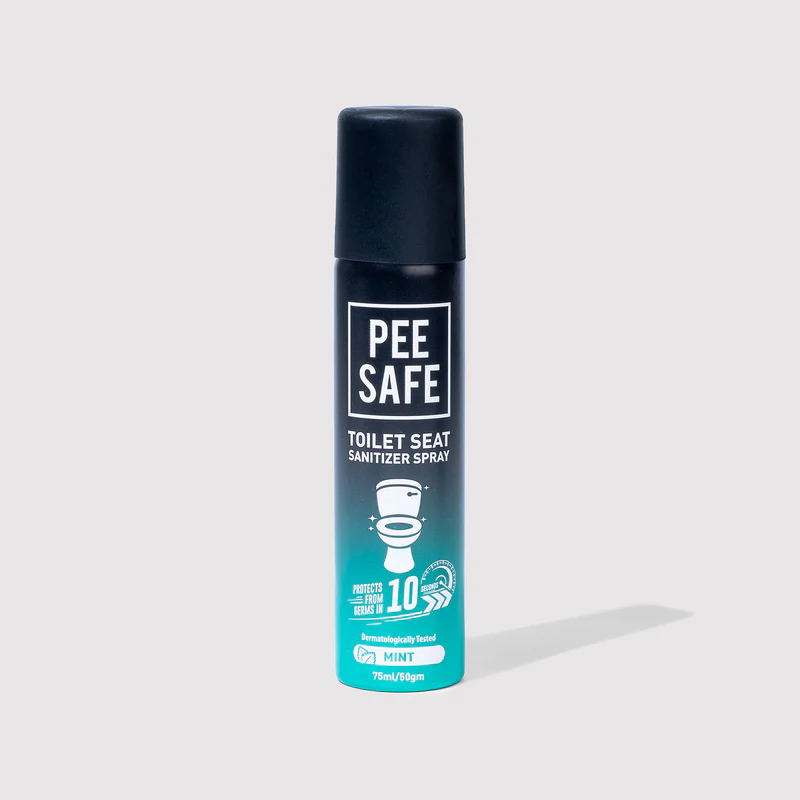 PEE
SAFE
TOILET SEAT
SANITIZER SPRAY
PROTECTS
FROM
GERMS IN
10
SECONDS
Dermatologically Tested
MINT
75ml/50gm